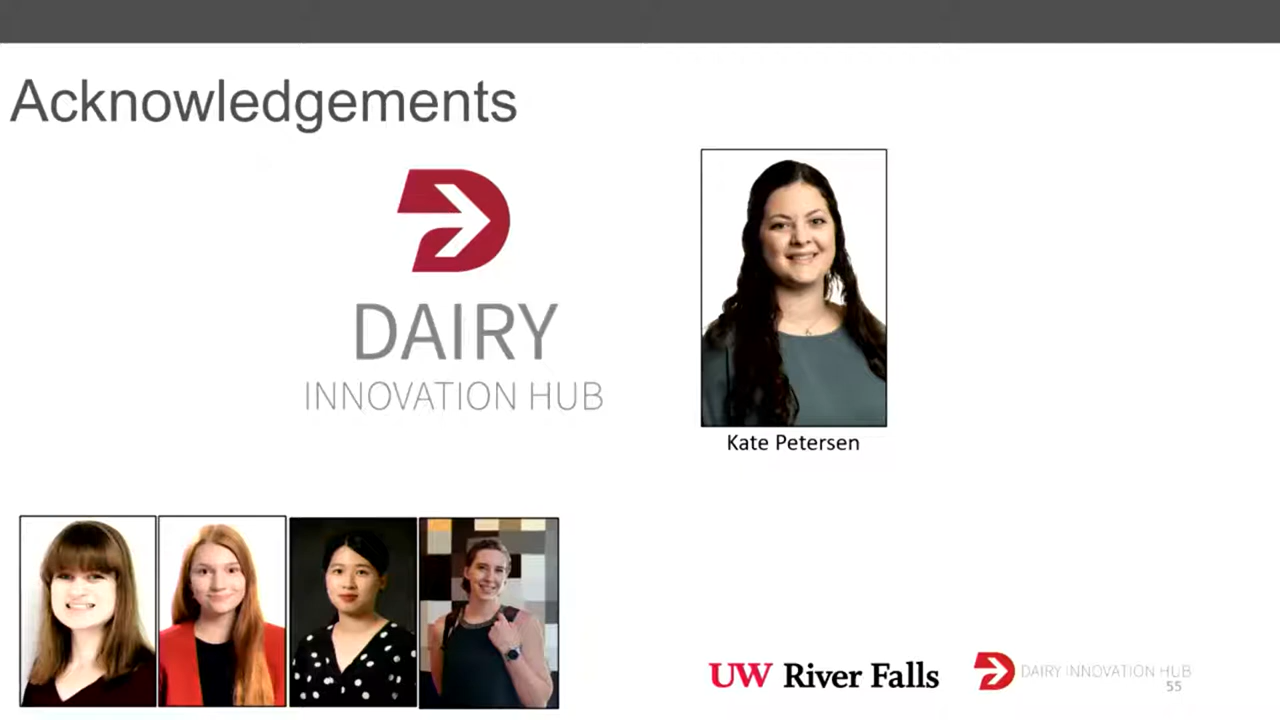 Acknowledgements
DAIRY
INNOVATION HUB
Kate Petersen
UW River Falls
DAIRY INNOVATION HUB
55